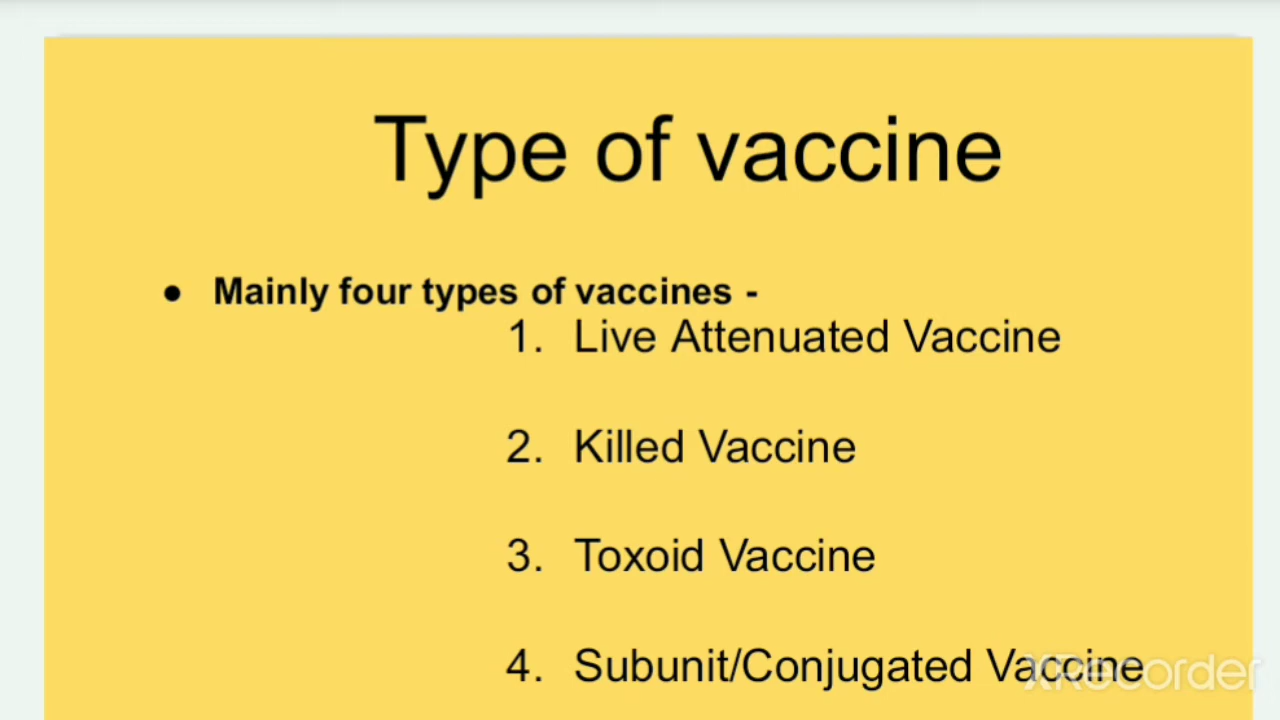 Type of vaccine
● Mainly four types of vaccines -
1. Live Attenuated Vaccine
2. Killed Vaccine
3. Toxoid Vaccine
4. Subunit/Conjugated Vaccine
XRecorder